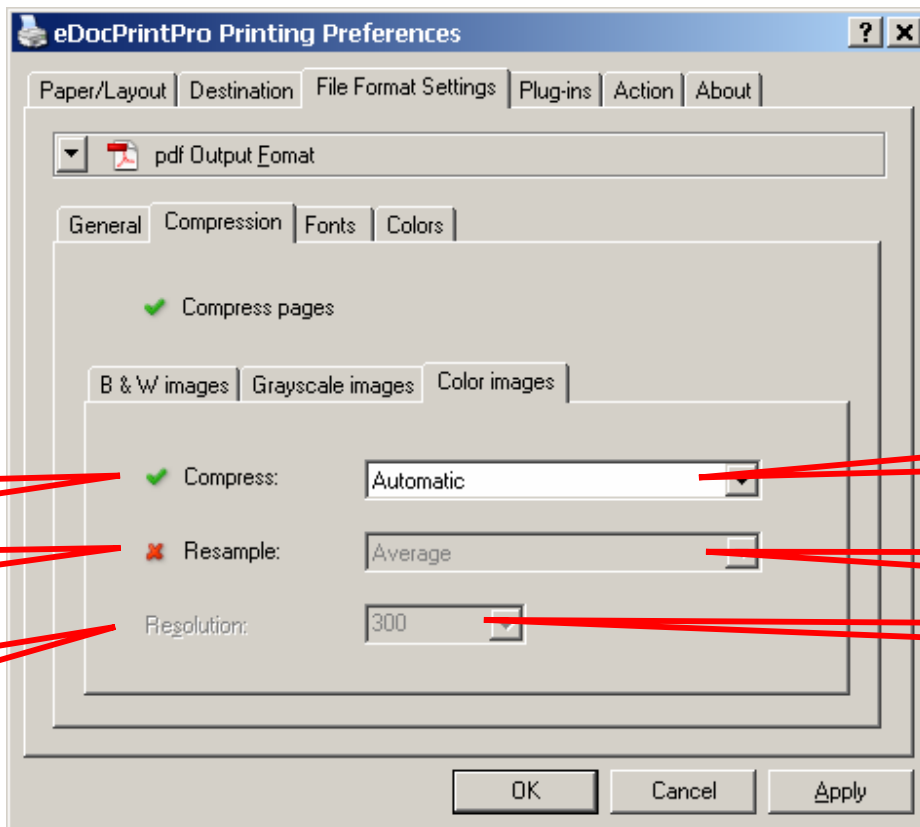 eDocPrintPro Printing Preferences
Paper/Layout Destination File Format Settings Plug-ins Action About
pdf Output Fomat
General Compression Fonts Colors
Compress pages
B & W images Grayscale images Color images
Compress: Automatic
Resample: Average
Resolution: 300
OK Cancel Apply